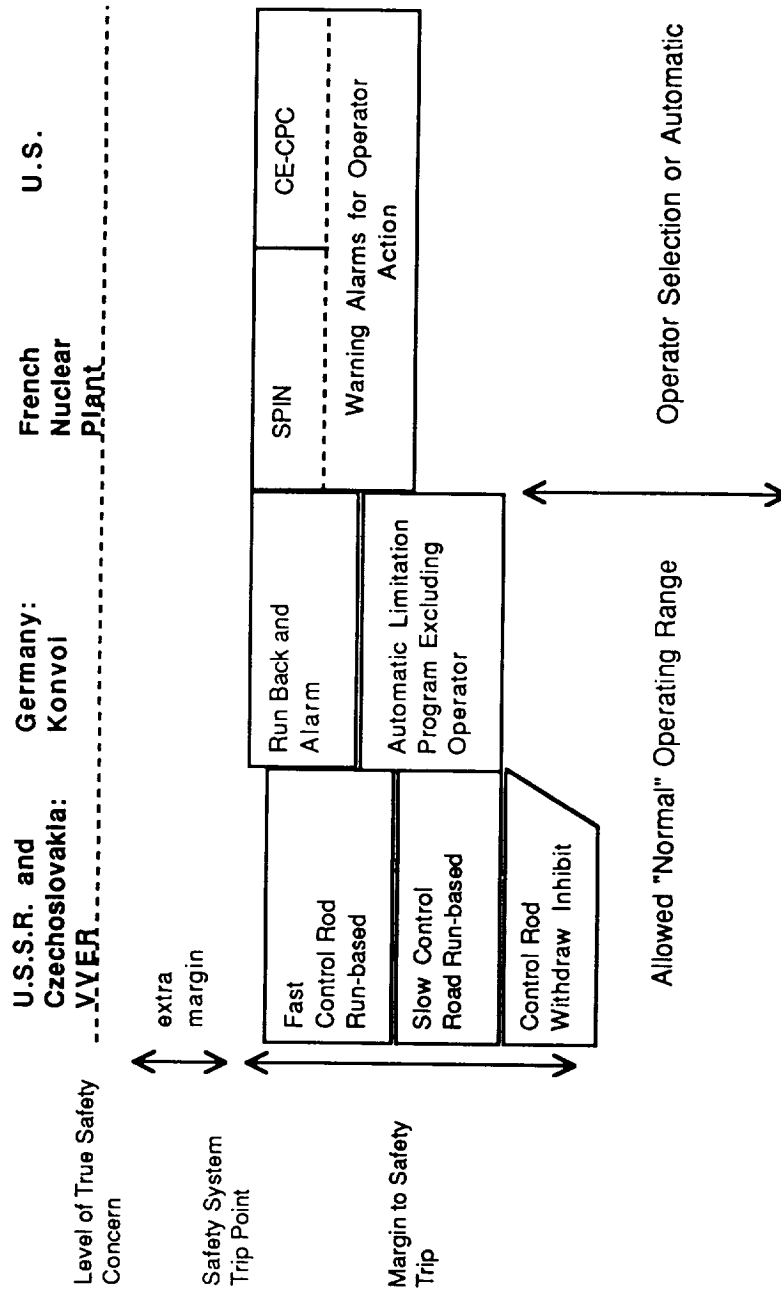 U.S.S.R. and
Czechoslovakia:
VVER
Germany:
Konvol
French
Nuclear
Plant
U.S.
Level of True Safety
Concern
extra
margin
Safety System
Trip Point
Margin to Safety
Trip
Fast
Control Rod
Run-based
Slow Control
Road Run-based
Control Rod
Withdraw Inhibit
Run Back and
Alarm
Automatic Limitation
Program Excluding
Operator
SPIN
CE-CPC
Warning Alarms for Operator
Action
Allowed "Normal" Operating Range
Operator Selection or Automatic